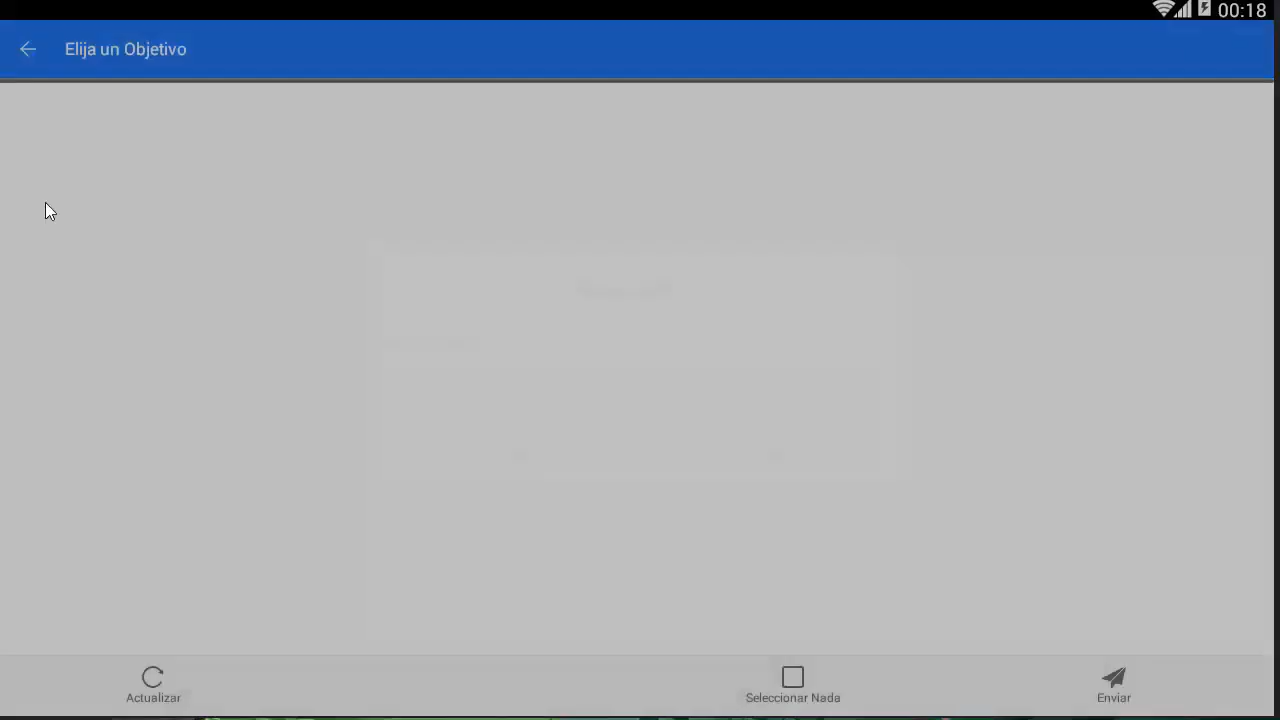 00:18
Elija un Objetivo
Actualizar
Seleccionar Nada
Enviar